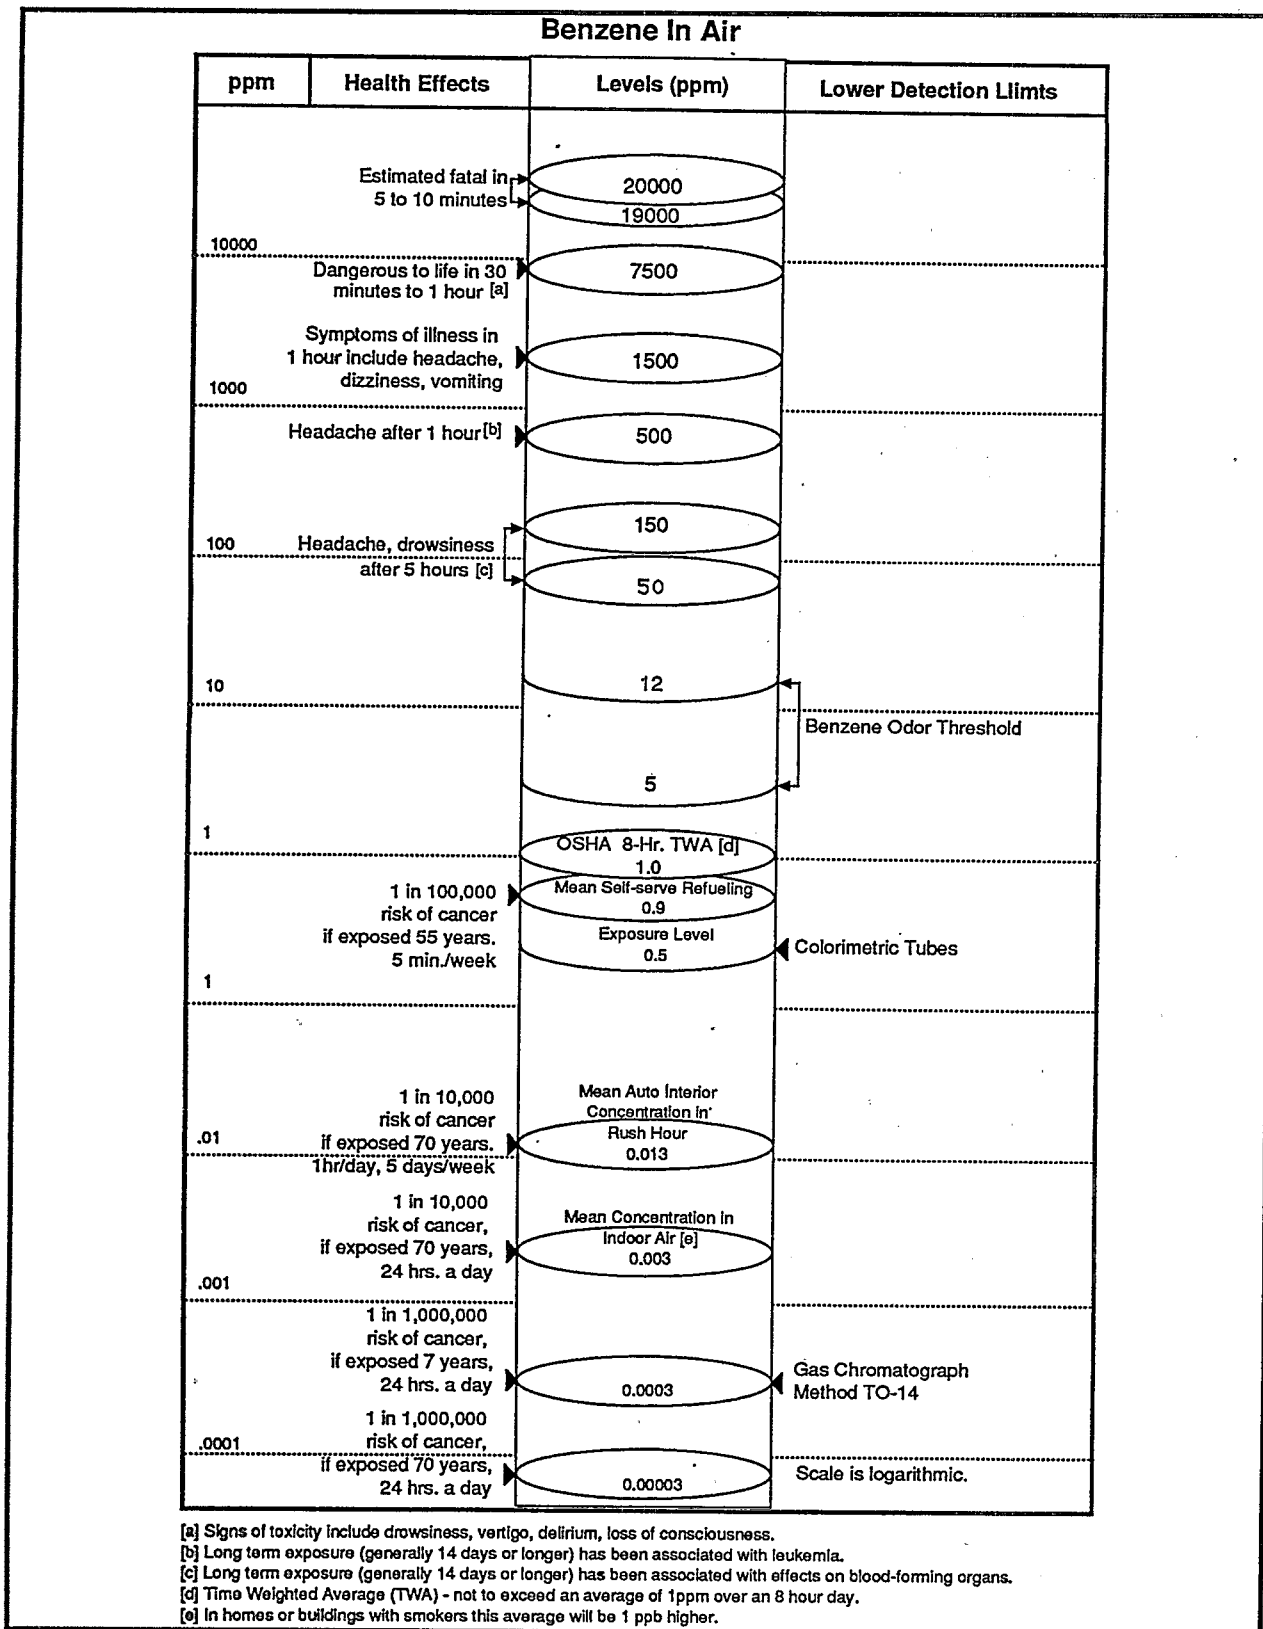 Benzene In Air
ppm
Health Effects
Levels (ppm)
Lower Detection Llimts
Estimated fatal in
5 to 10 minutes
20000
19000
10000
Dangerous to life in 30
minutes to 1 hour [a]
7500
Symptoms of illness in
1 hour include headache,
dizziness, vomiting
1500
1000
Headache after 1 hour[b]
500
150
100
Headache, drowsiness
after 5 hours [c]
50
12
10
Benzene Odor Threshold
5
1
OSHA 8-Hr. TWA [d]
1.0
1 in 100,000
risk of cancer
if exposed 55 years.
5 min./week
Mean Self-serve Refueling
0.9
Exposure Level
0.5
Colorimetric Tubes
1
1 in 10,000
risk of cancer
if exposed 70 years.
1hr/day, 5 days/week
Mean Auto Interior
Concentration in
Rush Hour
0.013
.01
1 in 10,000
risk of cancer,
if exposed 70 years,
24 hrs. a day
Mean Concentration in
Indoor Air [e]
0.003
.001
1 in 1,000,000
risk of cancer,
if exposed 7 years,
24 hrs. a day
0.0003
Gas Chromatograph
Method TO-14
.0001
1 in 1,000,000
risk of cancer,
if exposed 70 years,
24 hrs. a day
0.00003
Scale is logarithmic.
[a] Signs of toxicity include drowsiness, vertigo, delirium, loss of consciousness.
[b] Long term exposure (generally 14 days or longer) has been associated with leukemia.
[c] Long term exposure (generally 14 days or longer) has been associated with effects on blood-forming organs.
[d] Time Weighted Average (TWA) - not to exceed an average of 1ppm over an 8 hour day.
[e] In homes or buildings with smokers this average will be 1 ppb higher.